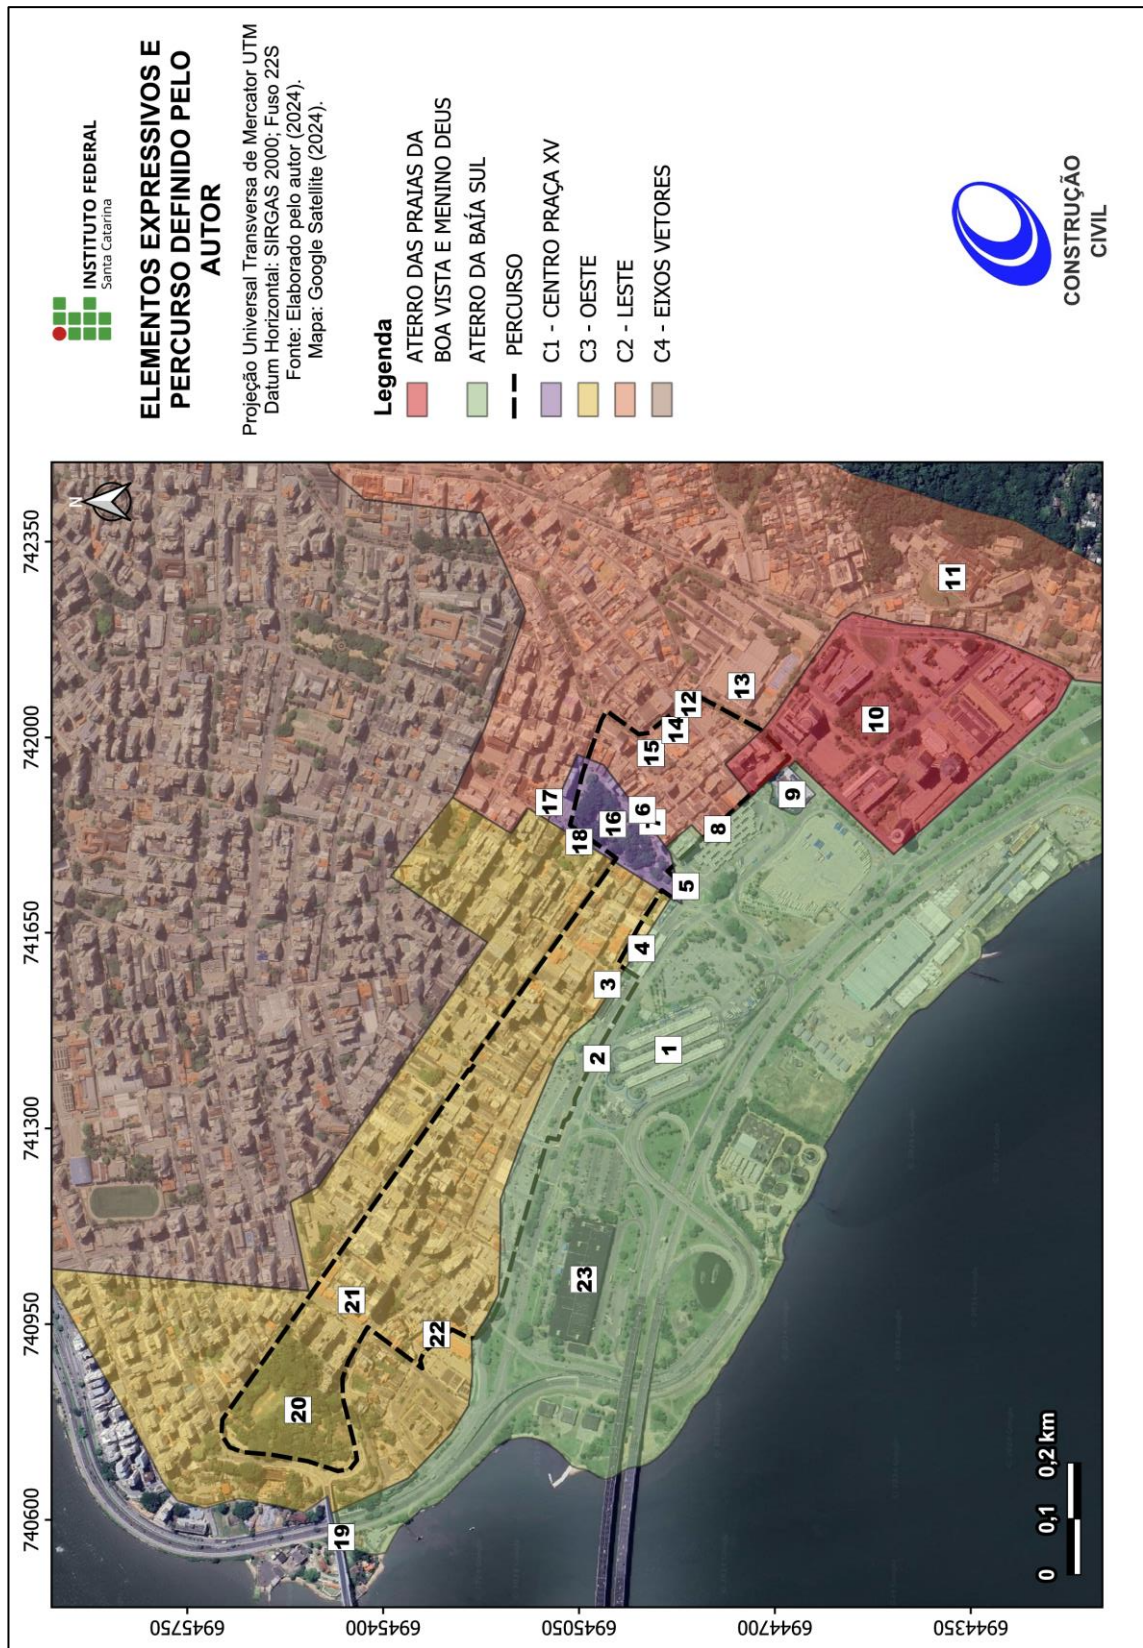 INSTITUTO FEDERAL
Santa Catarina
ELEMENTOS EXPRESSIVOS E
PERCURSO DEFINIDO PELO
AUTOR
Projeção Universal Transversa de Mercator UTM
Datum Horizontal: SIRGAS 2000; Fuso 22S
Fonte: Elaborado pelo autor (2024).
Mapa: Google Satellite (2024).
Legenda
ATERRO DAS PRAIAS DA
BOA VISTA E MENINO DEUS
ATERRO DA BAÍA SUL
PERCURSO
C1 - CENTRO PRAÇA XV
C3 - OESTE
C2 - LESTE
C4 - EIXOS VETORES
CONSTRUÇÃO
CIVIL
N
740600
740950
741300
741650
742000
742350
6945750
6945400
6945050
6944700
6944350
19
20
21
22
23
2
1
3
4
5
18
17
16
6
8
9
15
14
12
13
10
11
0 0,1 0,2 km